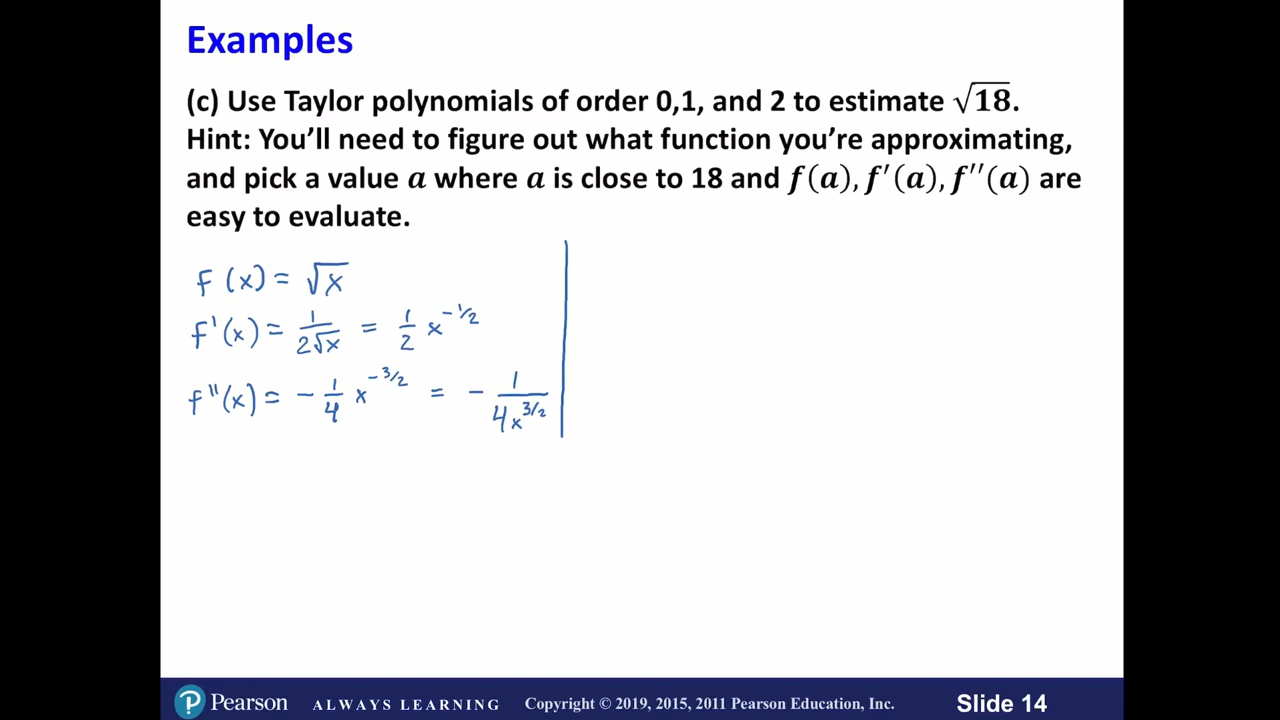 Examples
(c) Use Taylor polynomials of order 0,1, and 2 to estimate √18.
Hint: You’ll need to figure out what function you’re approximating,
and pick a value a where a is close to 18 and f(a), f′(a), f′′(a) are
easy to evaluate.
f(x) = √x
f'(x) = 1/(2√x) = 1/2 x^(-1/2)
f"(x) = - 1/4 x^(-3/2) = - 1/(4x^(3/2))
Pearson ALWAYS LEARNING Copyright © 2019, 2015, 2011 Pearson Education, Inc. Slide 14